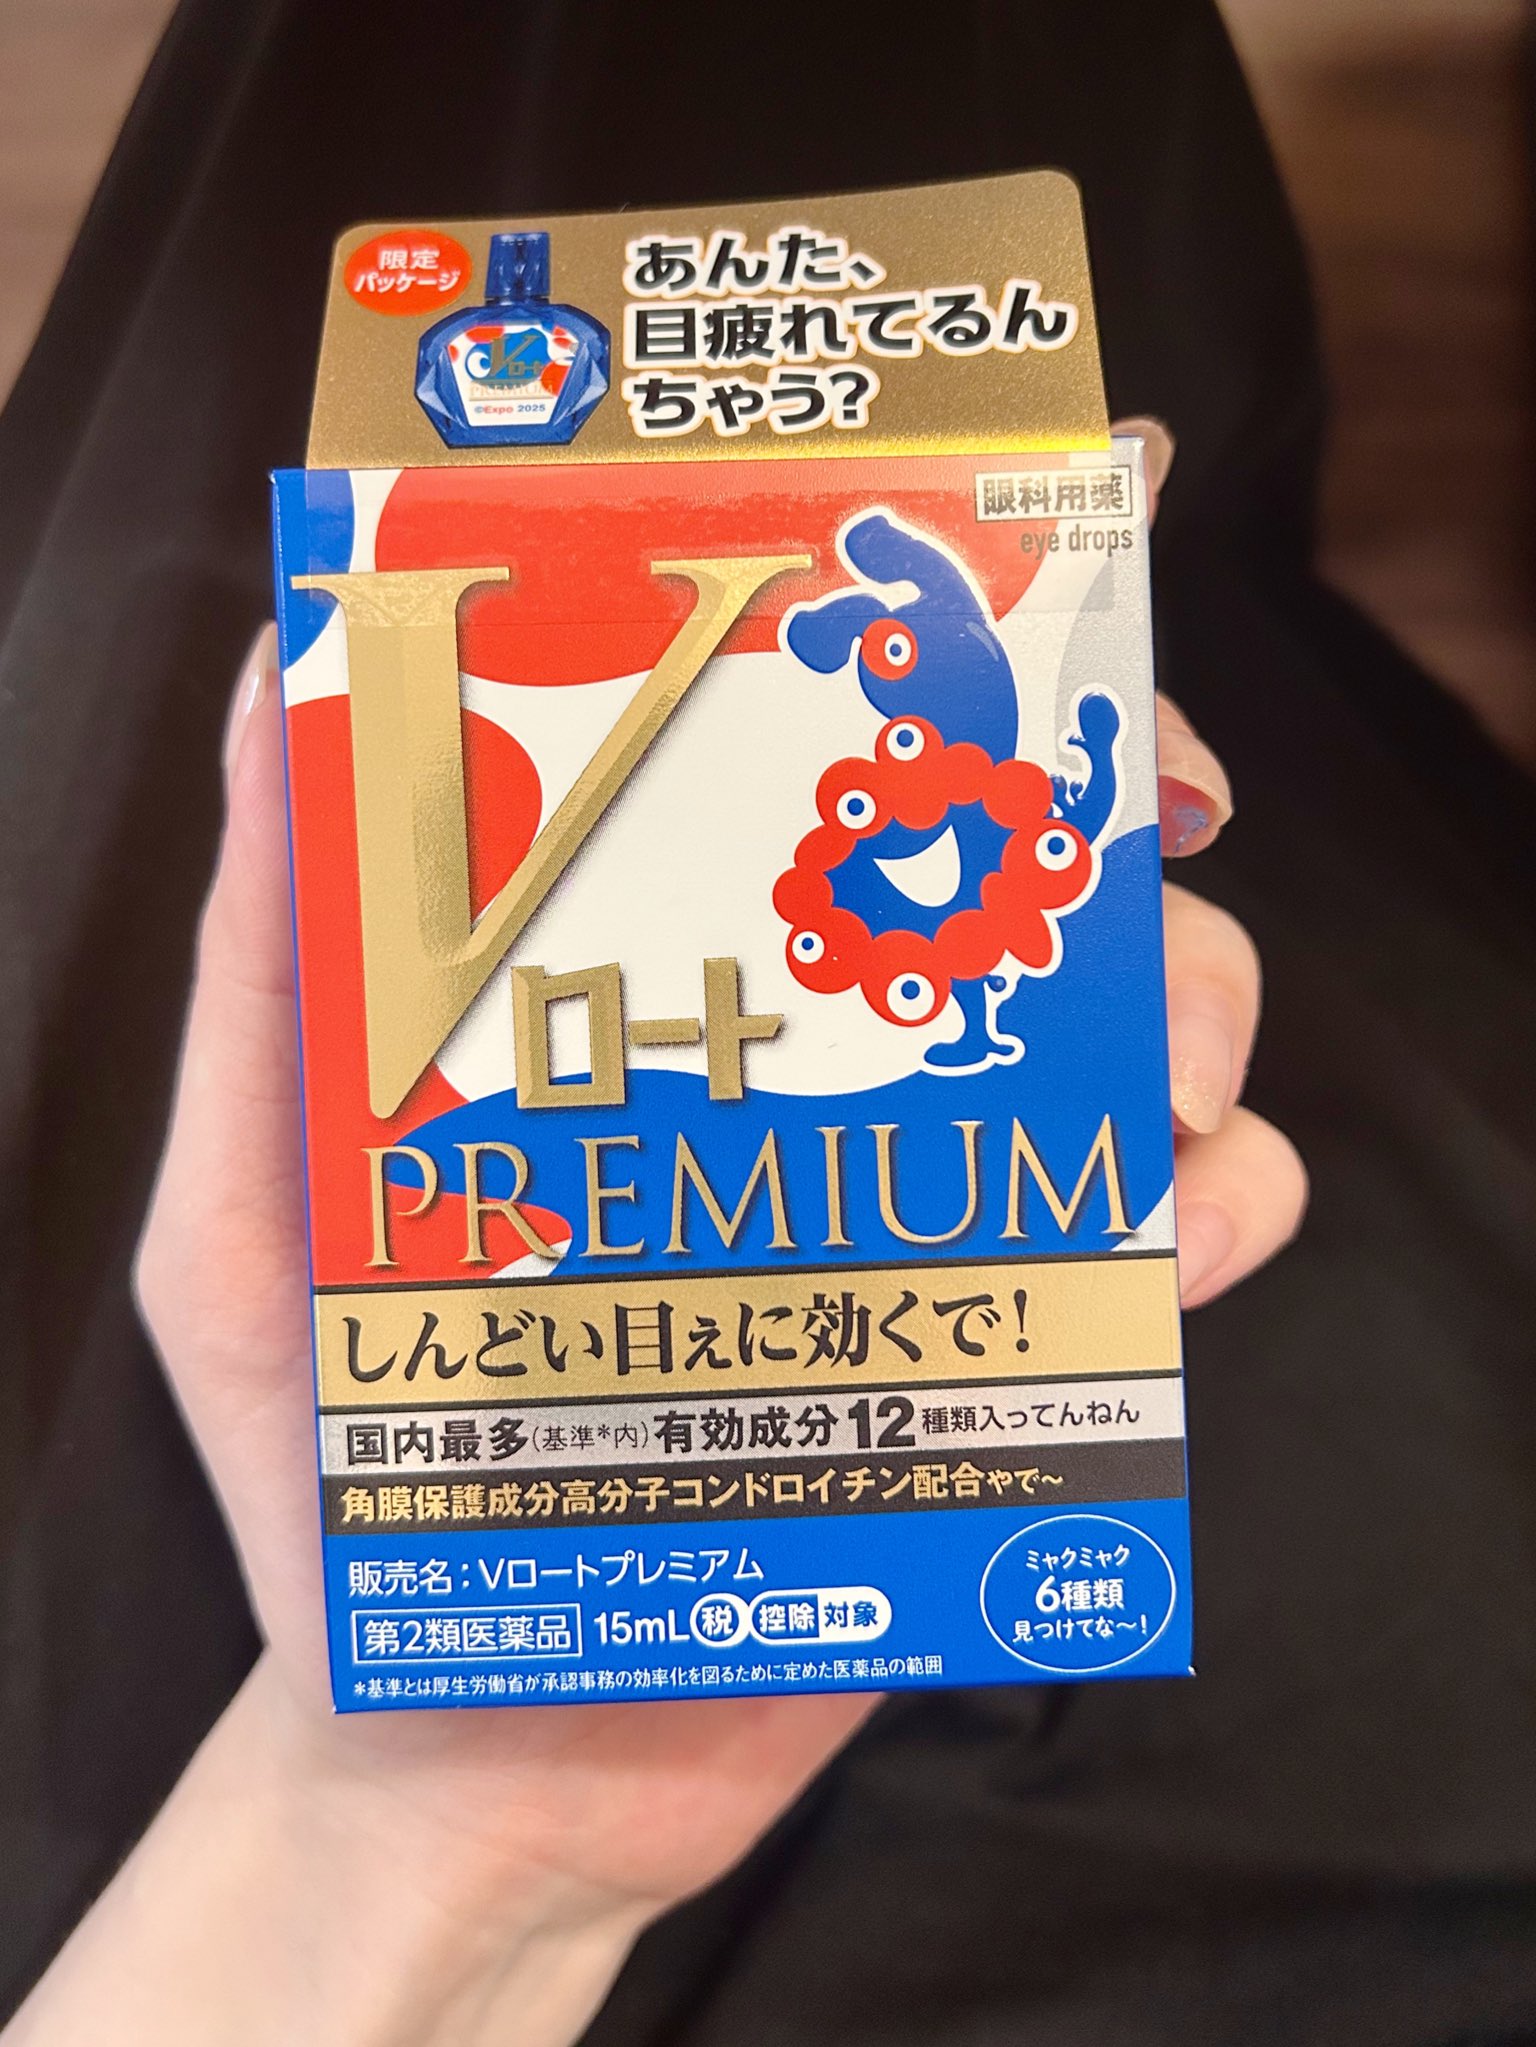 限定
パッケージ
あんた、
目疲れてるん
ちゃう?
V
ロート
PREMIUM
©Expo 2025
眼科用薬
eye drops
V
ロート
PREMIUM
しんどい目ぇに効くで!
国内最多(基準*内)有効成分12種類入ってんねん
角膜保護成分高分子コンドロイチン配合やで~
販売名:Vロートプレミアム
第2類医薬品 15mL 税 控除対象
*基準とは厚生労働省が承認事務の効率化を図るために定めた医薬品の範囲
ミャクミャク
6種類
見つけてな~!